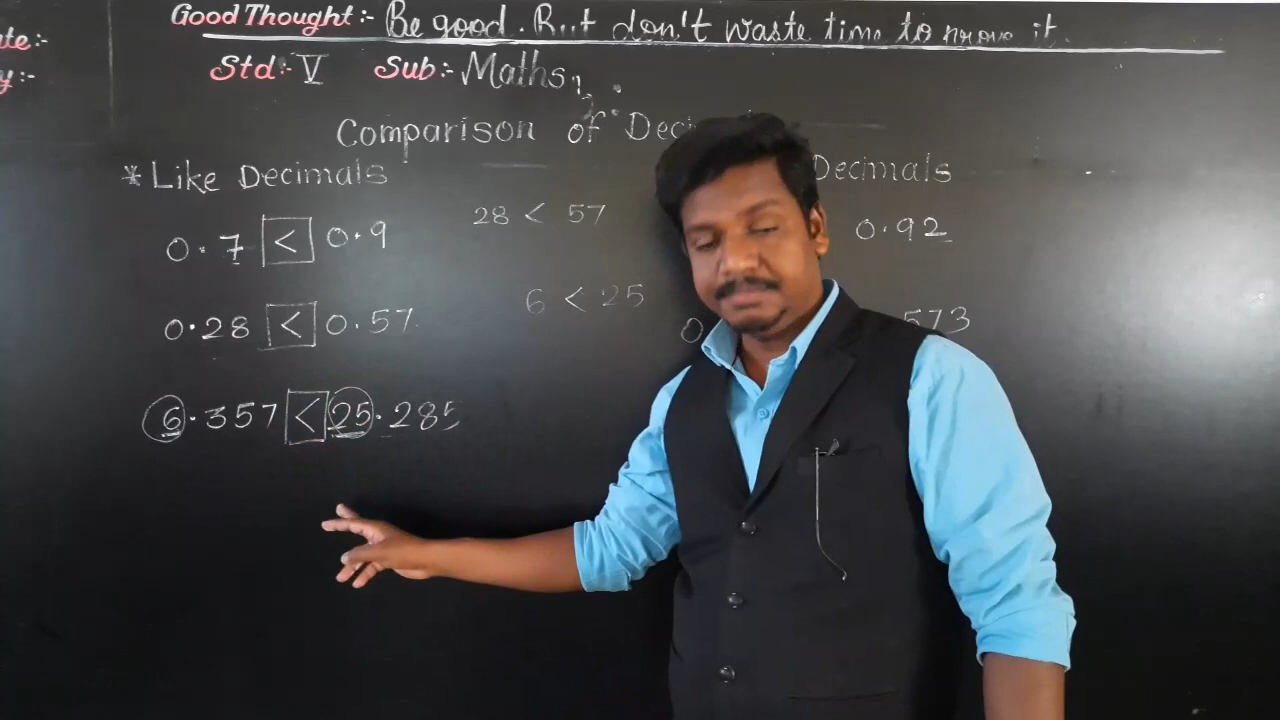 Good Thought :- Be good. But don't waste time to prove it.
te:-
y:-
Std:- V Sub:- Maths
Comparison of
* Like Decimals
Decimals
0.7 < 0.9
28 < 57
0.92
0.28 < 0.57
6 < 25
0
573
6.357 < 25.285